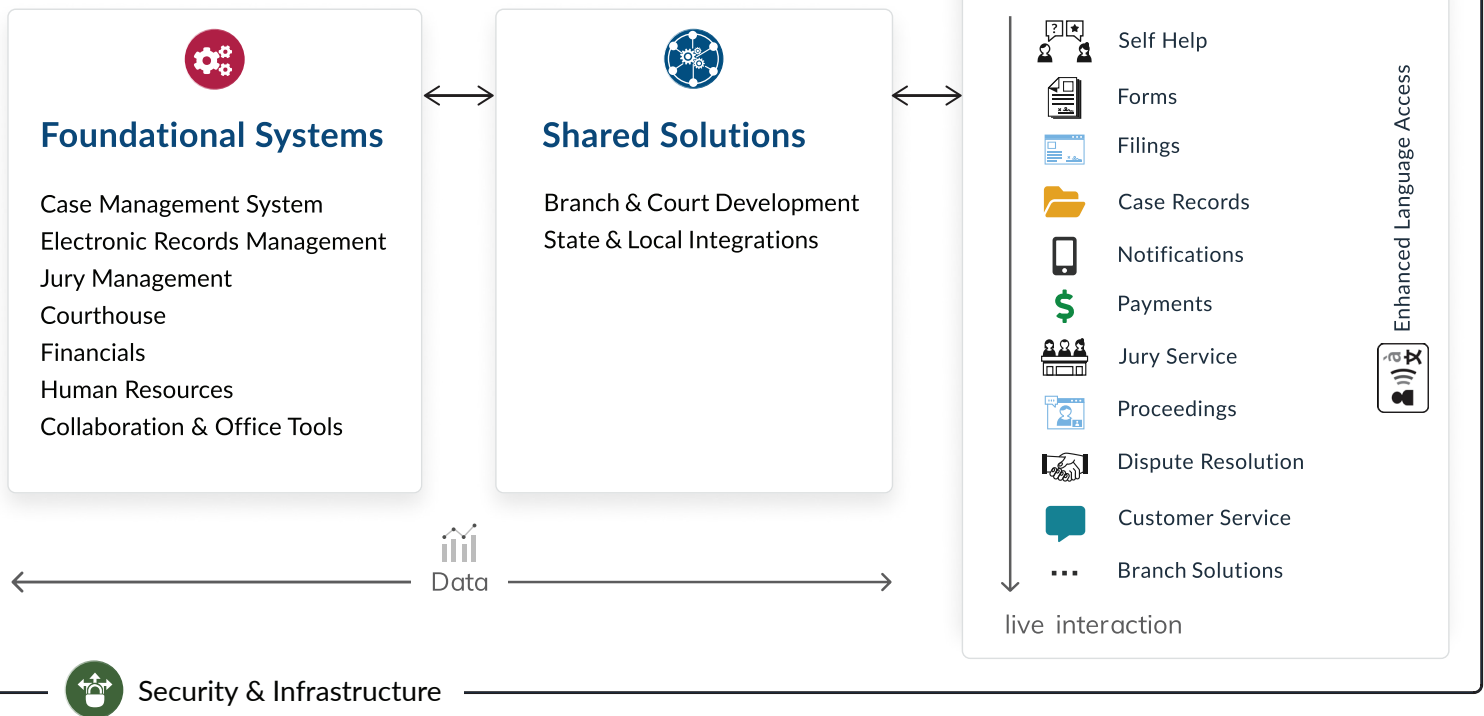 Foundational Systems
Case Management System
Electronic Records Management
Jury Management
Courthouse
Financials
Human Resources
Collaboration & Office Tools
Shared Solutions
Branch & Court Development
State & Local Integrations
Data
Self Help
Forms
Filings
Case Records
Notifications
Payments
Jury Service
Proceedings
Dispute Resolution
Customer Service
Branch Solutions
live interaction
Enhanced Language Access
Security & Infrastructure